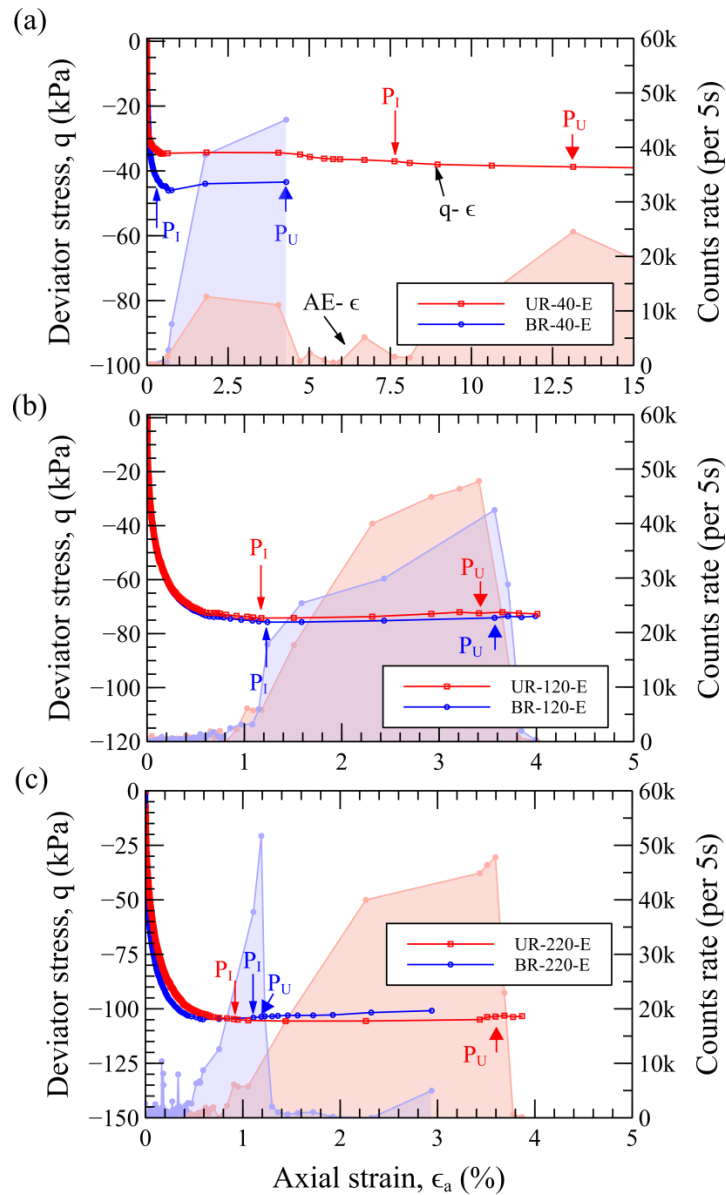 (a)
0
−20
−40
−60
−80
−100
Deviator stress, q (kPa)
60k
50k
40k
30k
20k
10k
0
Counts rate (per 5s)
P_I
P_U
P_I
P_U
q- ϵ
AE- ϵ
UR-40-E
BR-40-E
0 2.5 5 7.5 10 12.5 15
(b)
0
−20
−40
−60
−80
−100
−120
Deviator stress, q (kPa)
60k
50k
40k
30k
20k
10k
0
Counts rate (per 5s)
P_I
P_U
P_I
P_U
UR-120-E
BR-120-E
0 1 2 3 4 5
(c)
0
−25
−50
−75
−100
−125
−150
Deviator stress, q (kPa)
60k
50k
40k
30k
20k
10k
0
Counts rate (per 5s)
UR-220-E
BR-220-E
P_I
P_I
P_U
P_U
0 1 2 3 4 5
Axial strain, ϵ_a (%)